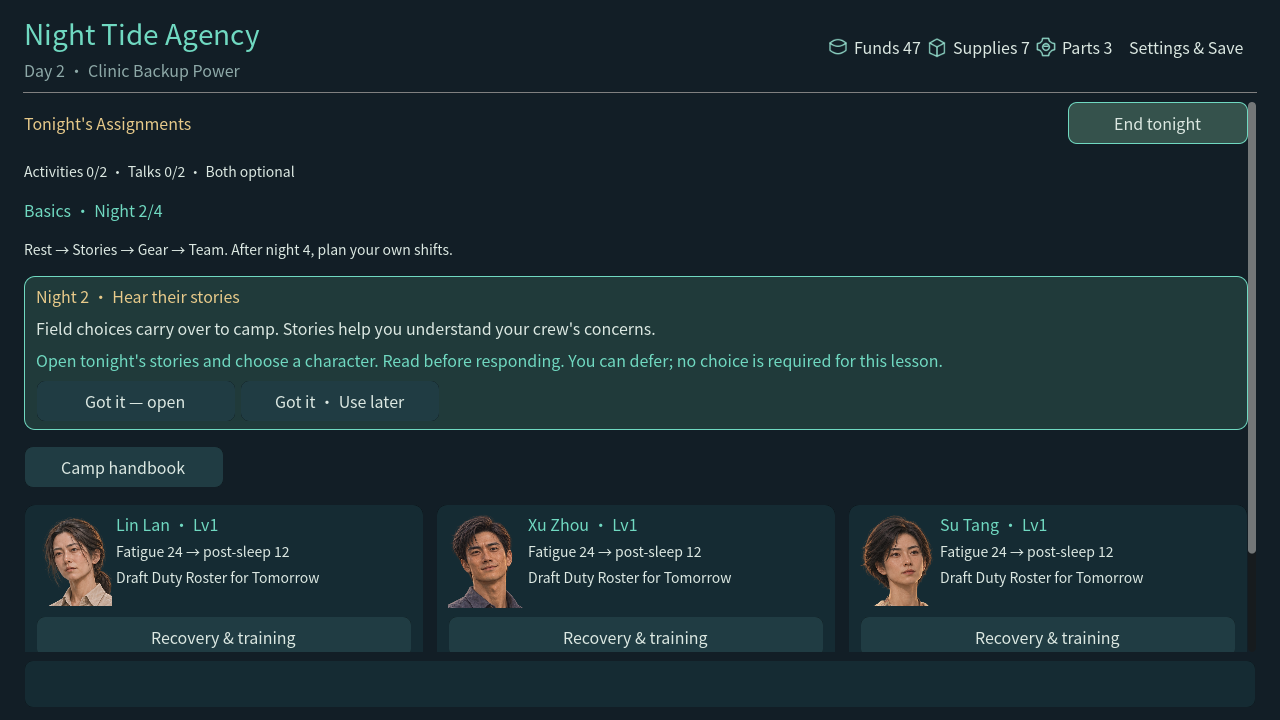 Night Tide Agency
Day 2 • Clinic Backup Power
Funds 47 Supplies 7 Parts 3 Settings & Save
Tonight's Assignments
End tonight
Activities 0/2 • Talks 0/2 • Both optional
Basics • Night 2/4
Rest → Stories → Gear → Team. After night 4, plan your own shifts.
Night 2 • Hear their stories
Field choices carry over to camp. Stories help you understand your crew's concerns.
Open tonight's stories and choose a character. Read before responding. You can defer; no choice is required for this lesson.
Got it — open
Got it • Use later
Camp handbook
Lin Lan • Lv1
Fatigue 24 → post-sleep 12
Draft Duty Roster for Tomorrow
Recovery & training
Xu Zhou • Lv1
Fatigue 24 → post-sleep 12
Draft Duty Roster for Tomorrow
Recovery & training
Su Tang • Lv1
Fatigue 24 → post-sleep 12
Draft Duty Roster for Tomorrow
Recovery & training